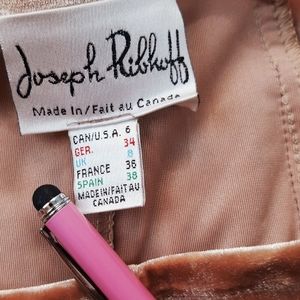 Joseph Ribkoff
Made in/Fait au Canada
CAN/U.S.A. 6
GER. 34
UK 8
FRANCE 36
SPAIN 38
MADE IN/FAIT AU
CANADA